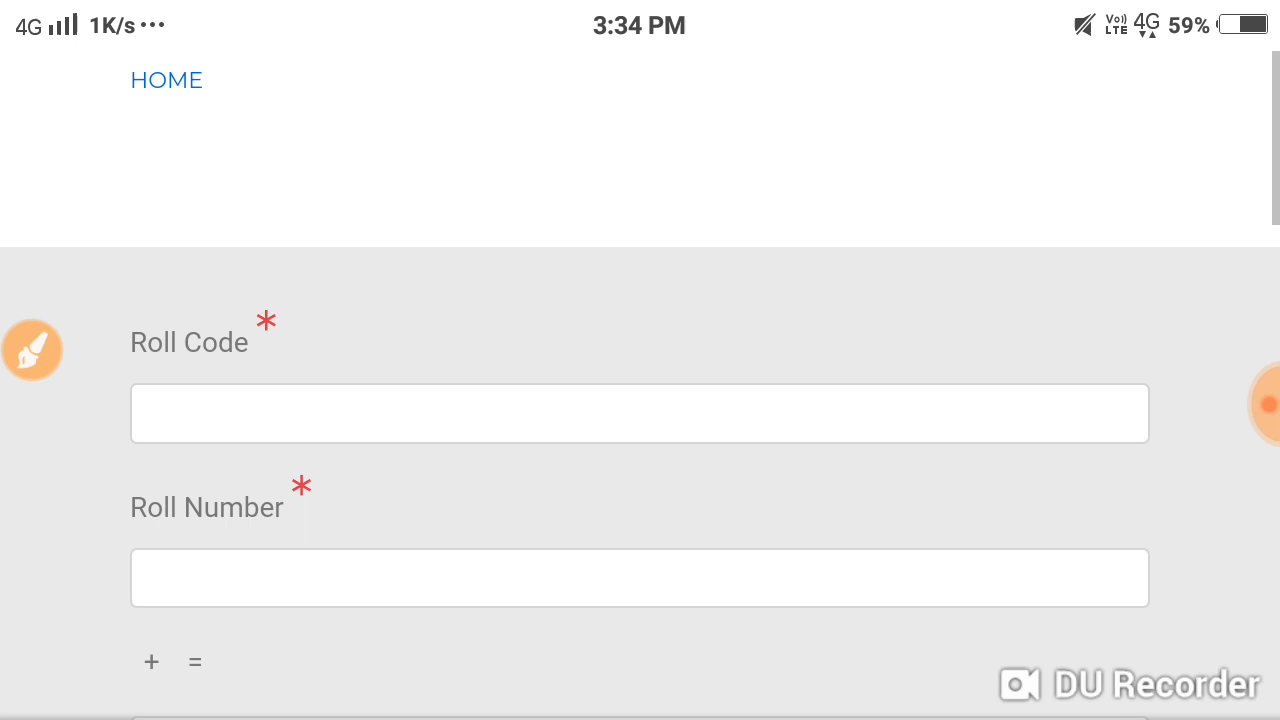 4G 1K/s ••• 3:34 PM Vo)) LTE 4G 59%
HOME
Roll Code *
Roll Number *
+ =
DU Recorder